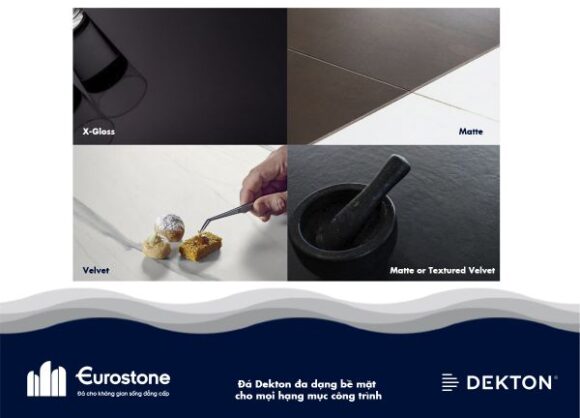 X-Gloss
Matte
Velvet
Matte or Textured Velvet
Eurostone
Đá cho không gian sống đẳng cấp
Đá Dekton đa dạng bề mặt
cho mọi hạng mục công trình
DEKTON®